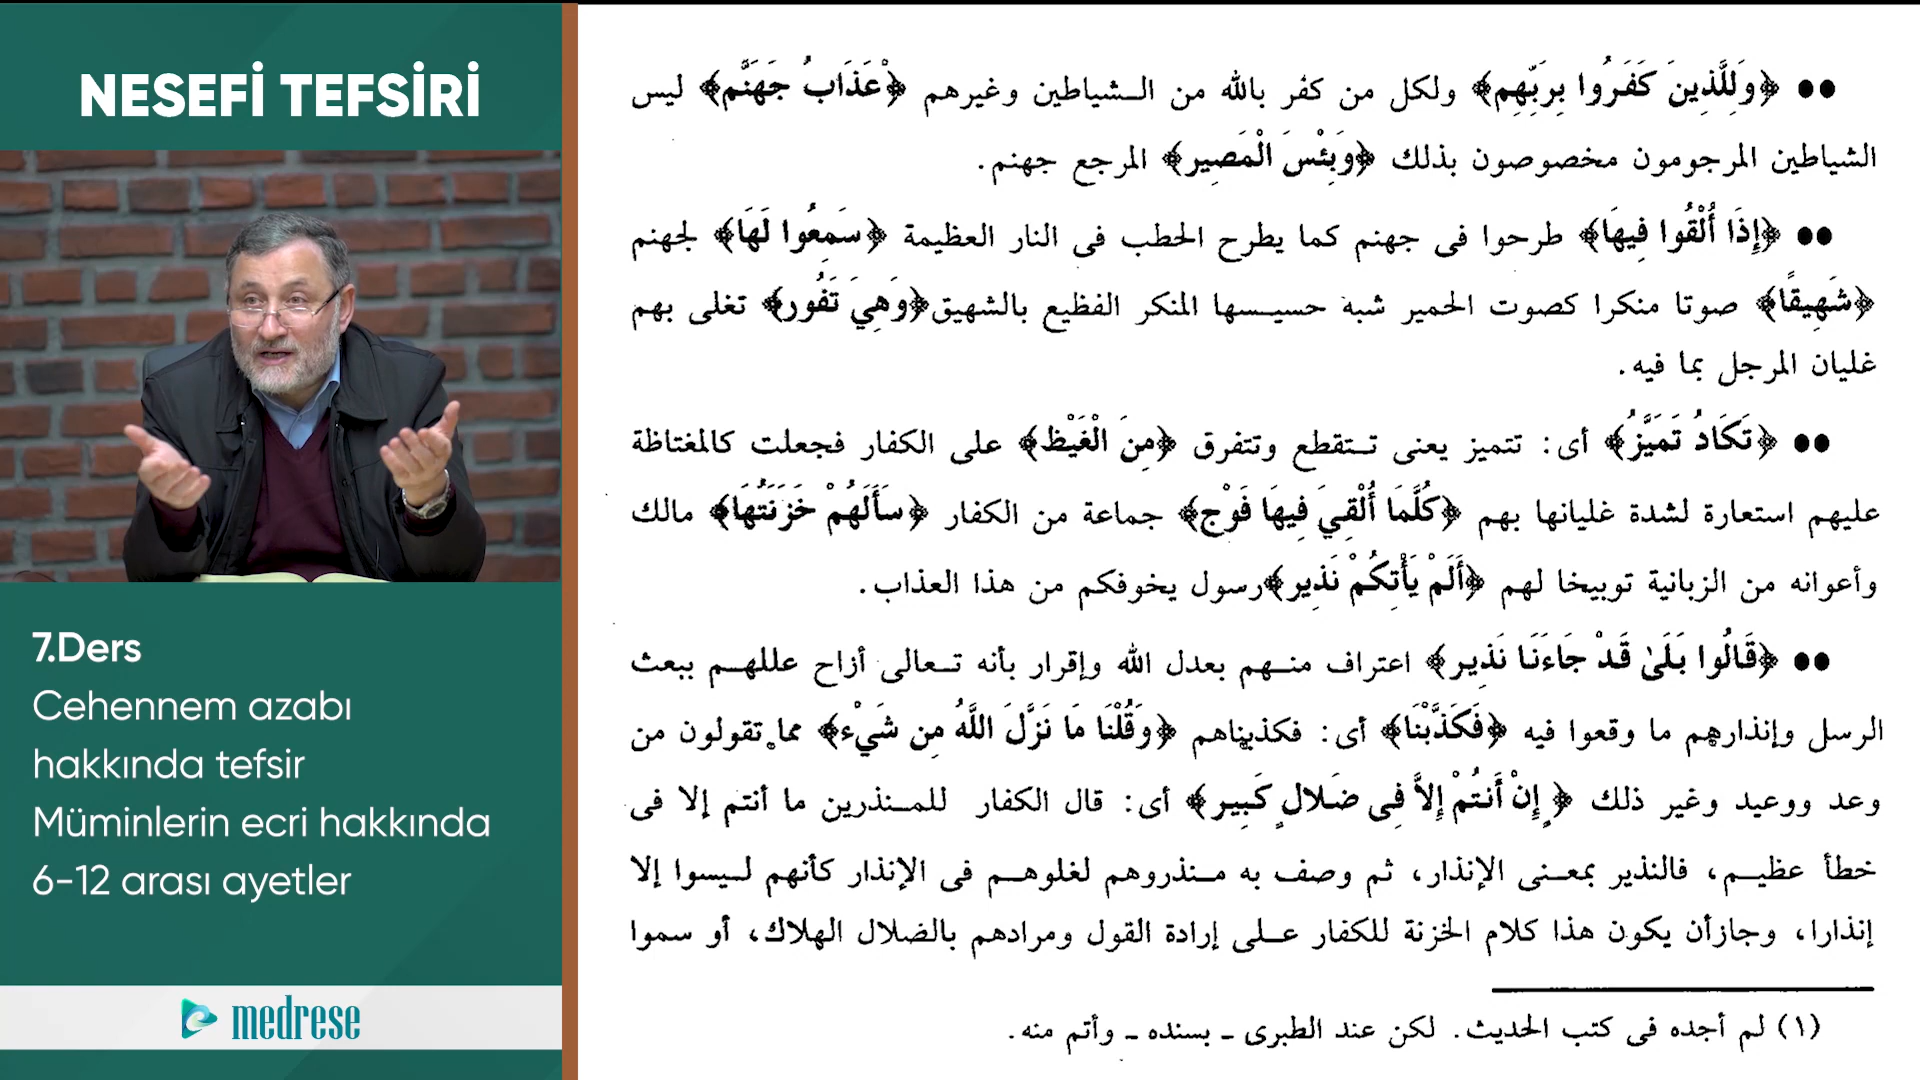 NESEFİ TEFSİRİ
7.Ders
Cehennem azabı
hakkında tefsir
Müminlerin ecri hakkında
6-12 arası ayetler
medrese
●● ﴿وَلِلَّذِينَ كَفَرُوا بِرَبِّهِم﴾ ولكل من كفر بالله من الشياطين وغيرهم ﴿عَذَابُ جَهَنَّم﴾ ليس
الشياطين المرجومون مخصوصون بذلك ﴿وَبِئْسَ الْمَصِير﴾ المرجع جهنم.
●● ﴿إِذَا أُلْقُوا فِيهَا﴾ طرحوا فى جهنم كما يطرح الحطب فى النار العظيمة ﴿سَمِعُوا لَهَا﴾ لجهنم
﴿شَهِيقًا﴾ صوتا منكرا كصوت الحمير شبه حسيسها المنكر الفظيع بالشهيق﴿وَهِيَ تَفُور﴾ تغلى بهم
غليان المرجل بما فيه.
●● ﴿تَكَادُ تَمَيَّزُ﴾ أى: تتميز يعنى تتقطع وتتفرق ﴿مِنَ الْغَيْظ﴾ على الكفار فجعلت كالمغتاظة
عليهم استعارة لشدة غليانها بهم ﴿كُلَّمَا أُلْقِيَ فِيهَا فَوْج﴾ جماعة من الكفار ﴿سَأَلَهُمْ خَزَنَتُهَا﴾ مالك
وأعوانه من الزبانية توبيخا لهم ﴿أَلَمْ يَأْتِكُمْ نَذِير﴾رسول يخوفكم من هذا العذاب.
●● ﴿قَالُوا بَلَىٰ قَدْ جَاءَنَا نَذِير﴾ اعتراف منهم بعدل الله وإقرار بأنه تعالى أزاح عللهم ببعث
الرسل وإنذارهم ما وقعوا فيه ﴿فَكَذَّبْنَا﴾ أى: فكذبناهم ﴿وَقُلْنَا مَا نَزَّلَ اللَّهُ مِن شَيْء﴾ مما تقولون من
وعد ووعيد وغير ذلك ﴿إِنْ أَنتُمْ إِلاَّ فِى ضَلالٍ كَبِير﴾ أى: قال الكفار للمنذرين ما أنتم إلا فى
خطأ عظيم، فالنذير بمعنى الإنذار، ثم وصف به منذروهم لغلوهم فى الإنذار كأنهم ليسوا إلا
إنذارا، وجازأن يكون هذا كلام الخزنة للكفار على إرادة القول ومرادهم بالضلال الهلاك، أو سموا
(١) لم أجده فى كتب الحديث. لكن عند الطبرى ـ بسنده ـ وأتم منه.